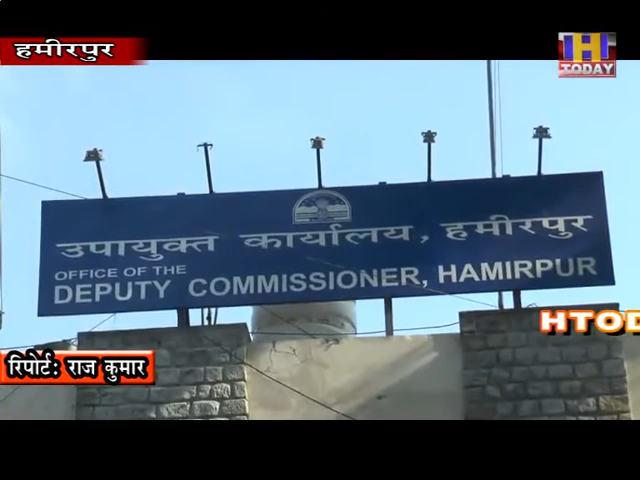 हमीरपुर
H
TODAY
उपायुक्त कार्यालय, हमीरपुर
OFFICE OF THE
DEPUTY COMMISSIONER, HAMIRPUR
HTOD
रिपोर्टः राज कुमार